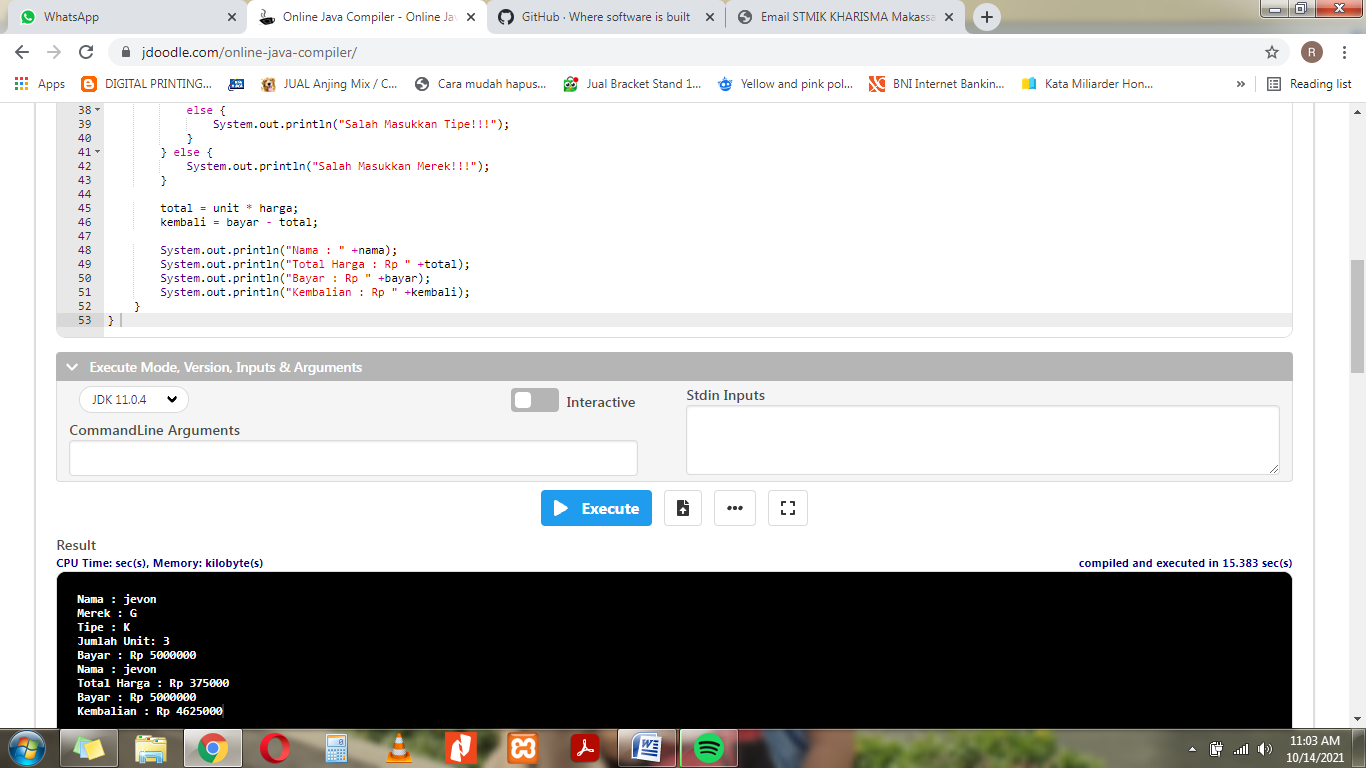 WhatsApp
Online Java Compiler - Online Ja
GitHub · Where software is built
Email STMIK KHARISMA Makassa
jdoodle.com/online-java-compiler/
R
Apps
DIGITAL PRINTING...
JUAL Anjing Mix / C...
Cara mudah hapus...
Jual Bracket Stand 1...
Yellow and pink pol...
BNI Internet Bankin...
Kata Miliarder Hon...
»
Reading list
38 else {
39 System.out.println("Salah Masukkan Tipe!!!");
40 }
41 } else {
42 System.out.println("Salah Masukkan Merek!!!");
43 }
44
45 total = unit * harga;
46 kembali = bayar - total;
47
48 System.out.println("Nama : " +nama);
49 System.out.println("Total Harga : Rp " +total);
50 System.out.println("Bayar : Rp " +bayar);
51 System.out.println("Kembalian : Rp " +kembali);
52 }
53 }
Execute Mode, Version, Inputs & Arguments
JDK 11.0.4
Interactive
Stdin Inputs
CommandLine Arguments
Execute
Result
CPU Time: sec(s), Memory: kilobyte(s)
compiled and executed in 15.383 sec(s)
Nama : jevon
Merek : G
Tipe : K
Jumlah Unit: 3
Bayar : Rp 5000000
Nama : jevon
Total Harga : Rp 375000
Bayar : Rp 5000000
Kembalian : Rp 4625000
11:03 AM
10/14/2021